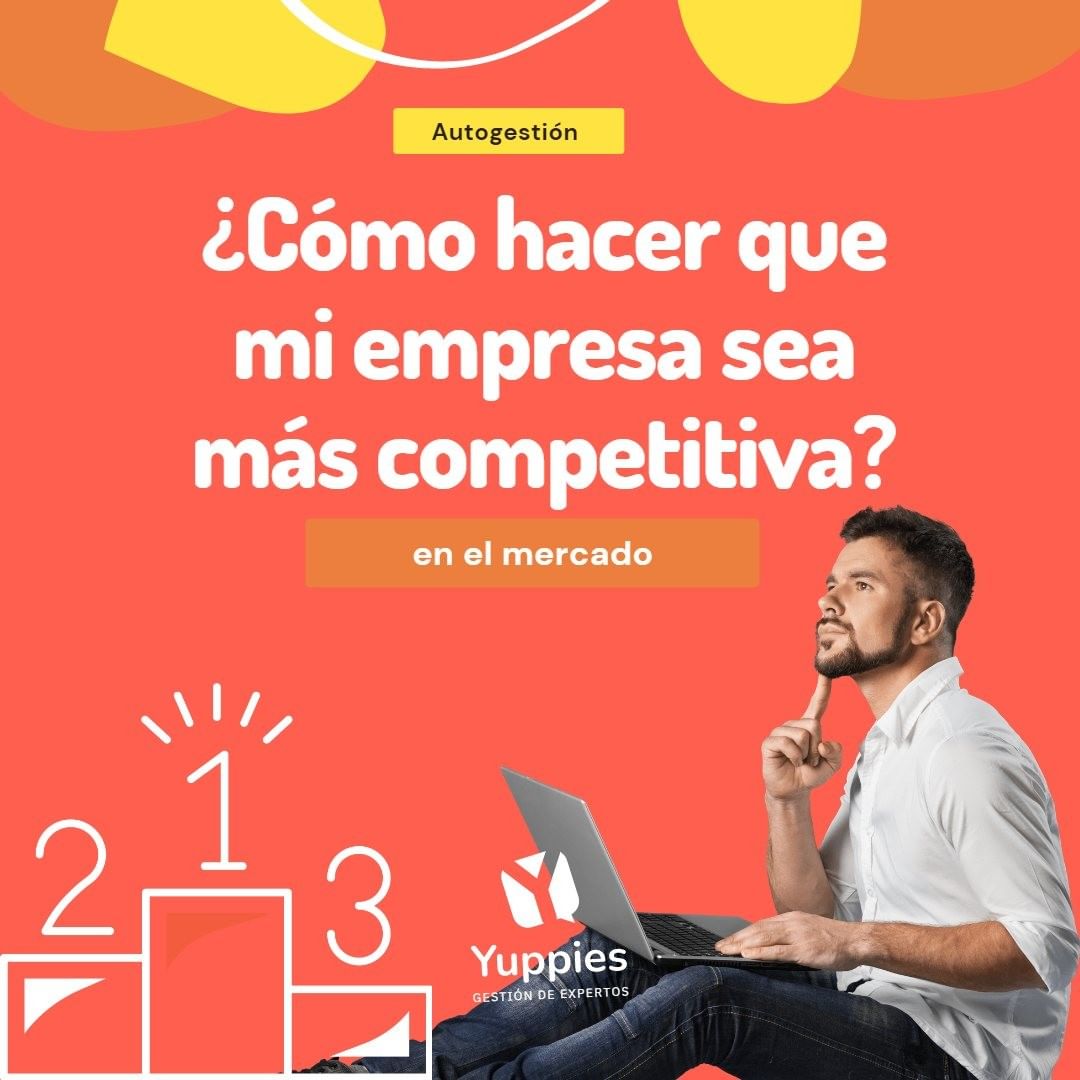 Autogestión
¿Cómo hacer que
mi empresa sea
más competitiva?
en el mercado
1
2
3
Yuppies
GESTIÓN DE EXPERTOS